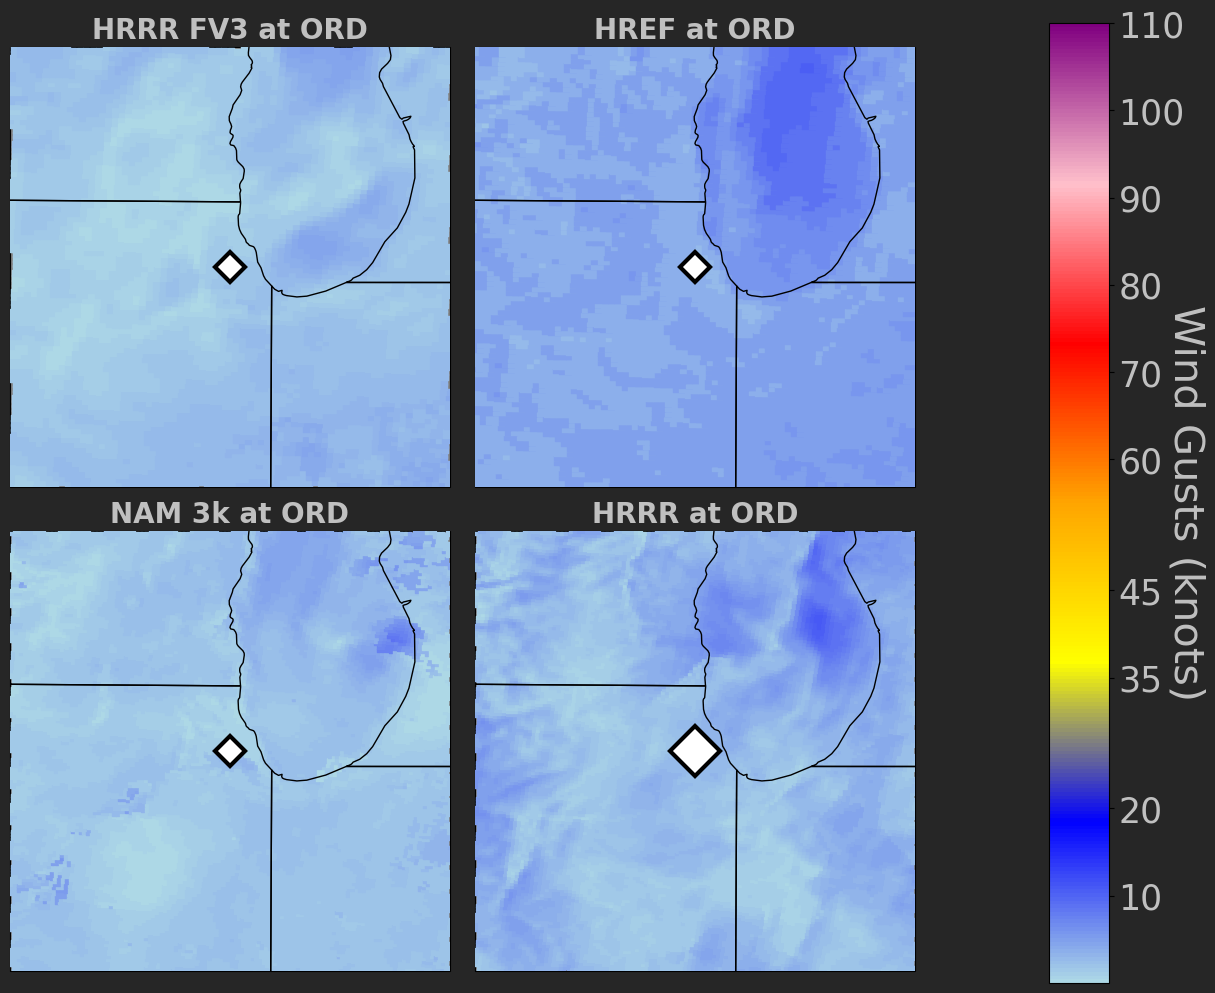 HRRR FV3 at ORD
HREF at ORD
NAM 3k at ORD
HRRR at ORD
110
100
90
80
70
60
45
35
20
10
Wind Gusts (knots)